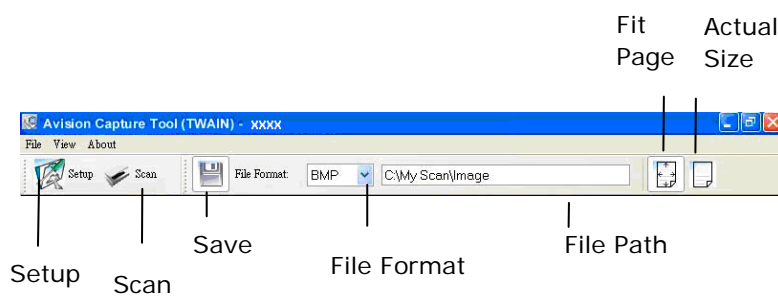 Fit Page
Actual Size
Avision Capture Tool (TWAIN) - xxxx
File View About
Setup Scan File Format: BMP C:\My Scan\Image
Save
File Format
File Path
Setup
Scan